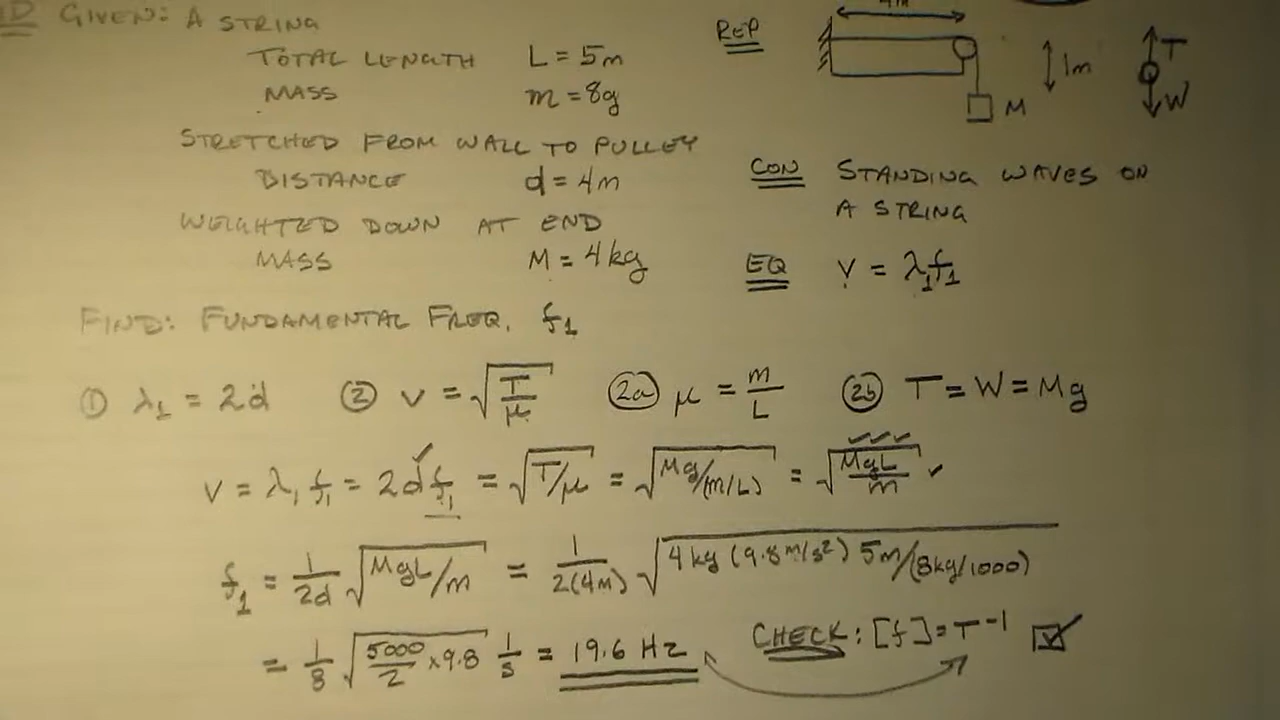 GIVEN: A STRING
TOTAL LENGTH L = 5m
MASS m = 8g
STRETCHED FROM WALL TO PULLEY
DISTANCE d = 4m
WEIGHTED DOWN AT END
MASS M = 4kg
FIND: FUNDAMENTAL FREQ. f₁
REP
4m
1m
M
T
W
CON STANDING WAVES ON
A STRING
EQ v = λ₁f₁
① λ₁ = 2d ② v = √(T/μ) 2a μ = m/L 2b T = W = Mg
v = λ₁ f₁ = 2d f₁ = √(T/μ) = √(Mg/(m/L)) = √(MgL/m) ✓
f₁ = 1/2d √(MgL/m) = 1/2(4m) √(4kg (9.8m/s²) 5m/(8kg/1000))
= 1/8 √(5000/2 × 9.8) 1/s = 19.6 Hz
CHECK: [f] = T⁻¹ ☑